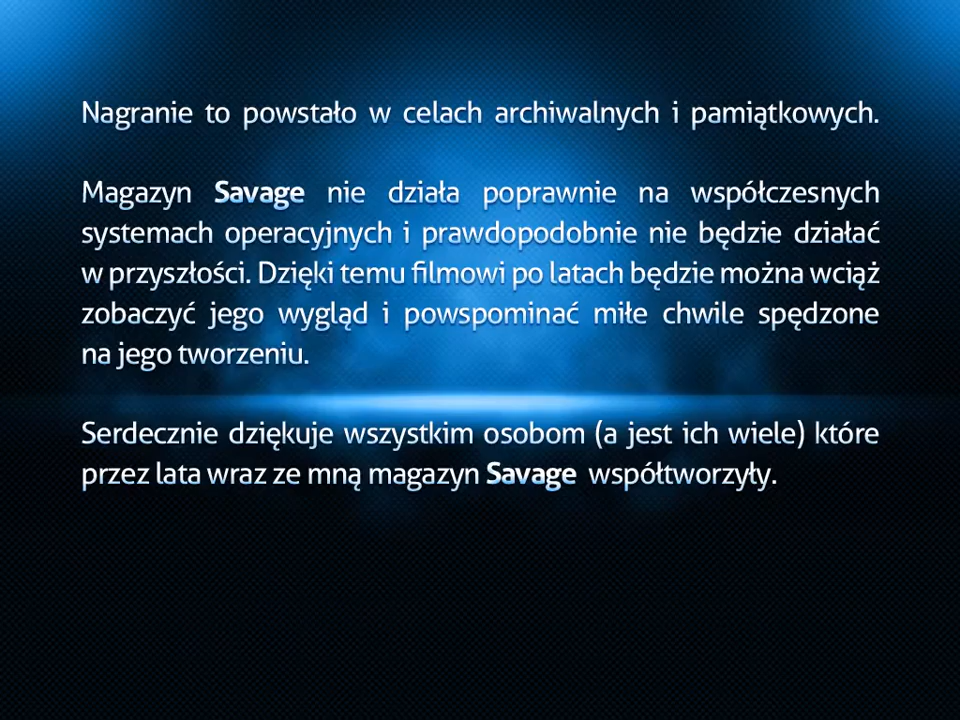 Nagranie to powstało w celach archiwalnych i pamiątkowych.
Magazyn Savage nie działa poprawnie na współczesnych
systemach operacyjnych i prawdopodobnie nie będzie działać
w przyszłości. Dzięki temu filmowi po latach będzie można wciąż
zobaczyć jego wygląd i powspominać miłe chwile spędzone
na jego tworzeniu.
Serdecznie dziękuje wszystkim osobom (a jest ich wiele) które
przez lata wraz ze mną magazyn Savage współtworzyły.